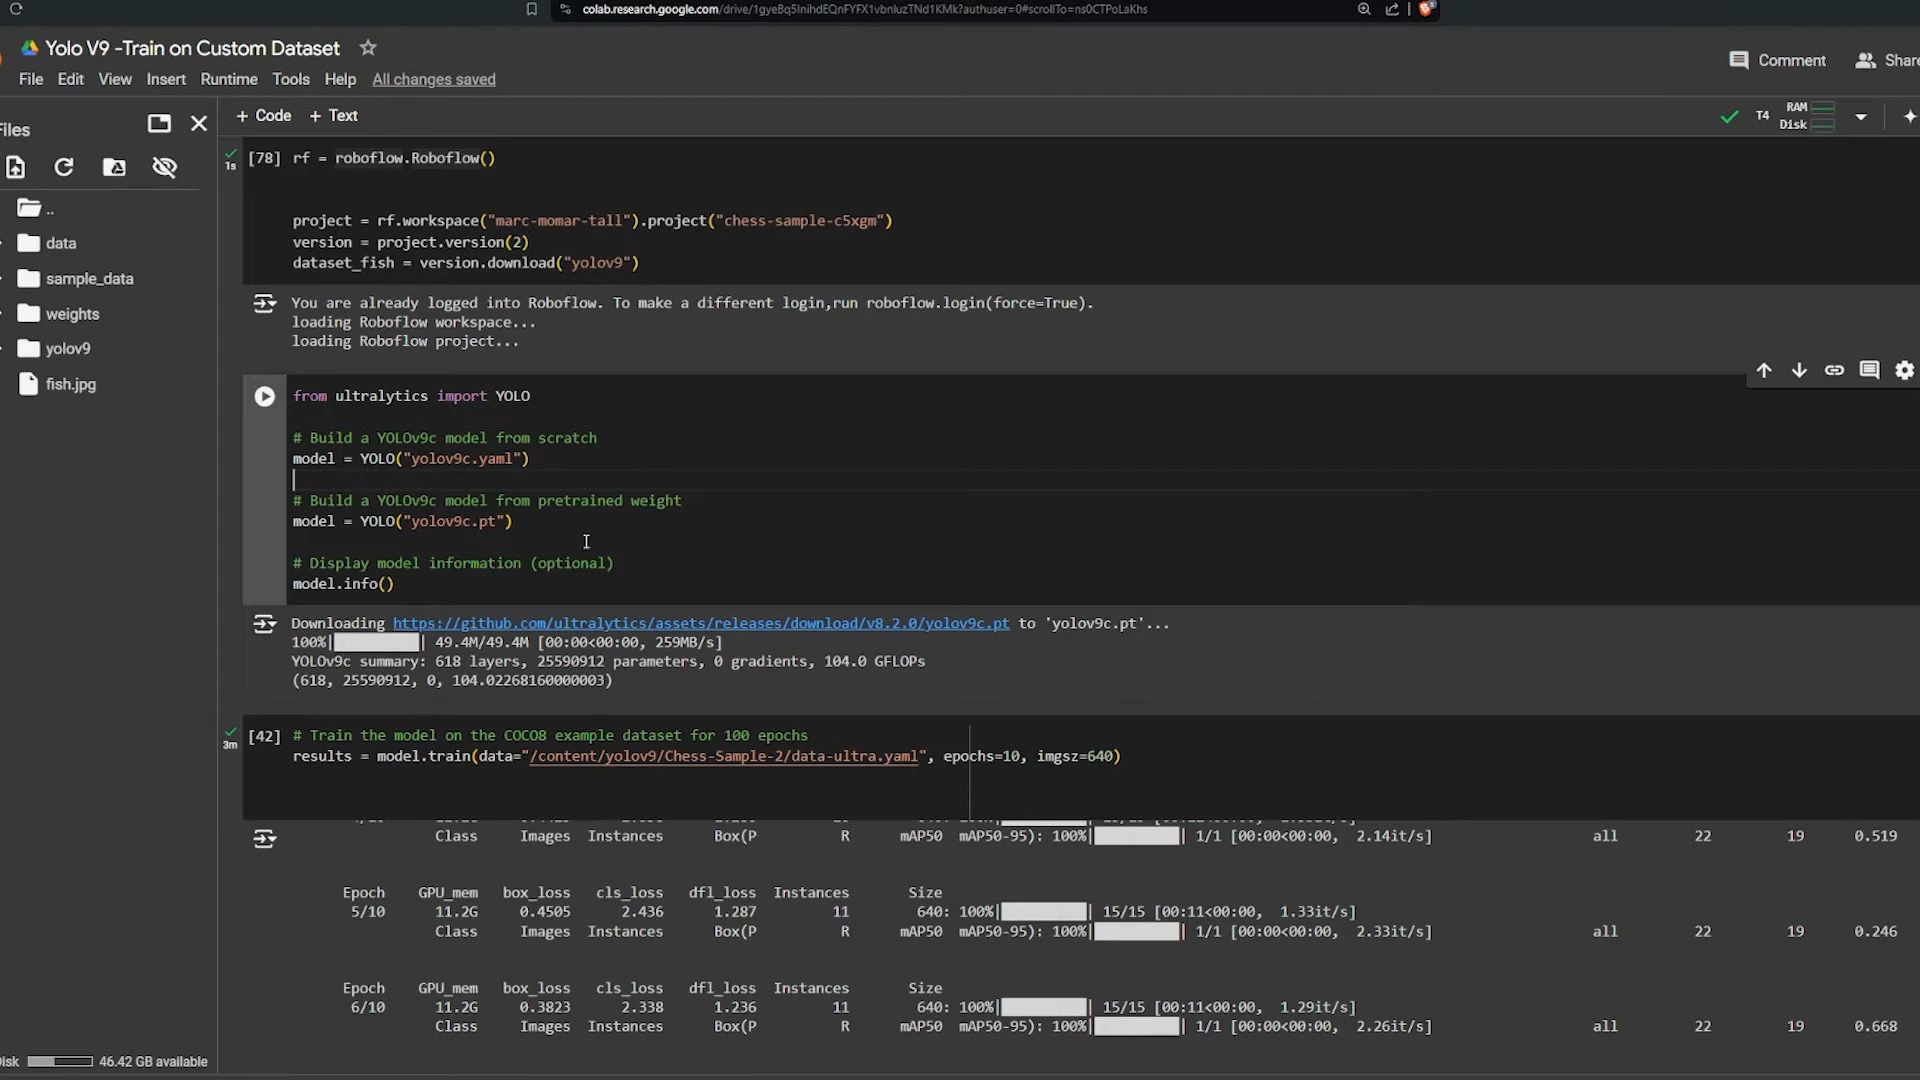 colab.research.google.com/drive/1gyeBq5InihdEQnFYFX1vbnluzTNd1KMk?authuser=0#scrollTo=ns0CTPoLaKhs
Yolo V9 -Train on Custom Dataset
Comment
Share
File Edit View Insert Runtime Tools Help All changes saved
+ Code + Text
T4 RAM
Disk
Files
..
data
sample_data
weights
yolov9
fish.jpg
46.42 GB available
1s
[78] rf = roboflow.Roboflow()
project = rf.workspace("marc-momar-tall").project("chess-sample-c5xgm")
version = project.version(2)
dataset_fish = version.download("yolov9")
You are already logged into Roboflow. To make a different login,run roboflow.login(force=True).
loading Roboflow workspace...
loading Roboflow project...
from ultralytics import YOLO
# Build a YOLOv9c model from scratch
model = YOLO("yolov9c.yaml")
# Build a YOLOv9c model from pretrained weight
model = YOLO("yolov9c.pt")
# Display model information (optional)
model.info()
Downloading https://github.com/ultralytics/assets/releases/download/v8.2.0/yolov9c.pt to 'yolov9c.pt'...
100%| | 49.4M/49.4M [00:00<00:00, 259MB/s]
YOLOv9c summary: 618 layers, 25590912 parameters, 0 gradients, 104.0 GFLOPs
(618, 25590912, 0, 104.02268160000003)
3m
[42] # Train the model on the COCO8 example dataset for 100 epochs
results = model.train(data="/content/yolov9/Chess-Sample-2/data-ultra.yaml", epochs=10, imgsz=640)
Class Images Instances Box(P R mAP50 mAP50-95): 100%| | 1/1 [00:00<00:00, 2.14it/s] all 22 19 0.519
Epoch GPU_mem box_loss cls_loss dfl_loss Instances Size
5/10 11.2G 0.4505 2.436 1.287 11 640: 100%| | 15/15 [00:11<00:00, 1.33it/s]
Class Images Instances Box(P R mAP50 mAP50-95): 100%| | 1/1 [00:00<00:00, 2.33it/s] all 22 19 0.246
Epoch GPU_mem box_loss cls_loss dfl_loss Instances Size
6/10 11.2G 0.3823 2.338 1.236 11 640: 100%| | 15/15 [00:11<00:00, 1.29it/s]
Class Images Instances Box(P R mAP50 mAP50-95): 100%| | 1/1 [00:00<00:00, 2.26it/s] all 22 19 0.668